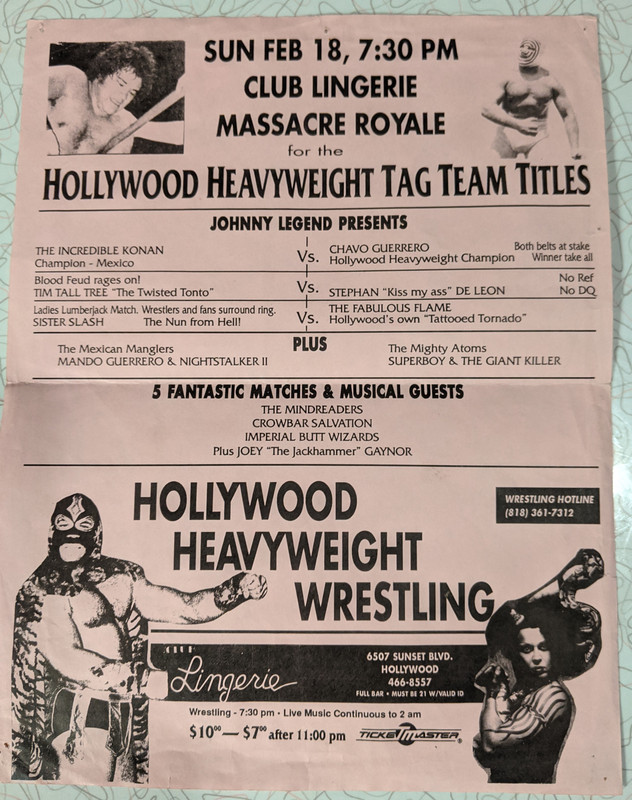 SUN FEB 18, 7:30 PM
CLUB LINGERIE
MASSACRE ROYALE
for the
HOLLYWOOD HEAVYWEIGHT TAG TEAM TITLES
JOHNNY LEGEND PRESENTS
THE INCREDIBLE KONAN
Champion - Mexico
Vs.
CHAVO GUERRERO
Hollywood Heavyweight Champion
Both belts at stake
Winner take all
Blood Feud rages on!
TIM TALL TREE "The Twisted Tonto"
Vs.
STEPHAN "Kiss my ass" DE LEON
No Ref
No DQ
Ladies Lumberjack Match. Wrestlers and fans surround ring.
SISTER SLASH The Nun from Hell!
Vs.
THE FABULOUS FLAME
Hollywood's own "Tattooed Tornado"
PLUS
The Mexican Manglers
MANDO GUERRERO & NIGHTSTALKER II
The Mighty Atoms
SUPERBOY & THE GIANT KILLER
5 FANTASTIC MATCHES & MUSICAL GUESTS
THE MINDREADERS
CROWBAR SALVATION
IMPERIAL BUTT WIZARDS
Plus JOEY "The Jackhammer" GAYNOR
HOLLYWOOD
HEAVYWEIGHT
WRESTLING
WRESTLING HOTLINE
(818) 361-7312
CLUB
Lingerie
6507 SUNSET BLVD.
HOLLYWOOD
466-8557
FULL BAR • MUST BE 21 W/VALID ID
Wrestling - 7:30 pm • Live Music Continuous to 2 am
$10⁰⁰ — $7⁰⁰ after 11:00 pm
TICKETMASTER®